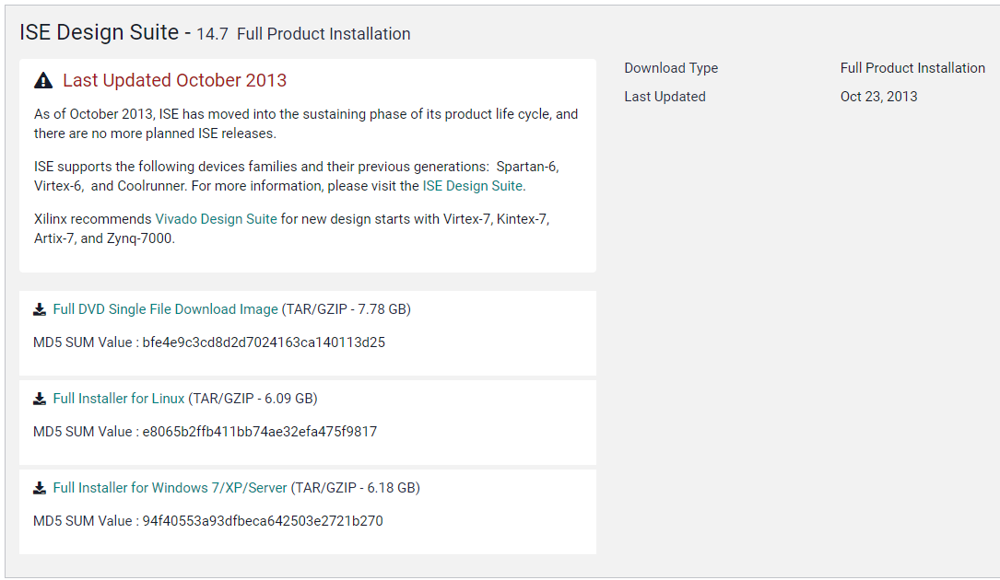 ISE Design Suite - 14.7 Full Product Installation
Last Updated October 2013
As of October 2013, ISE has moved into the sustaining phase of its product life cycle, and
there are no more planned ISE releases.
ISE supports the following devices families and their previous generations: Spartan-6,
Virtex-6, and Coolrunner. For more information, please visit the ISE Design Suite.
Xilinx recommends Vivado Design Suite for new design starts with Virtex-7, Kintex-7,
Artix-7, and Zynq-7000.
Download Type Full Product Installation
Last Updated Oct 23, 2013
Full DVD Single File Download Image (TAR/GZIP - 7.78 GB)
MD5 SUM Value : bfe4e9c3cd8d2d7024163ca140113d25
Full Installer for Linux (TAR/GZIP - 6.09 GB)
MD5 SUM Value : e8065b2ffb411bb74ae32efa475f9817
Full Installer for Windows 7/XP/Server (TAR/GZIP - 6.18 GB)
MD5 SUM Value : 94f40553a93dfbeca642503e2721b270